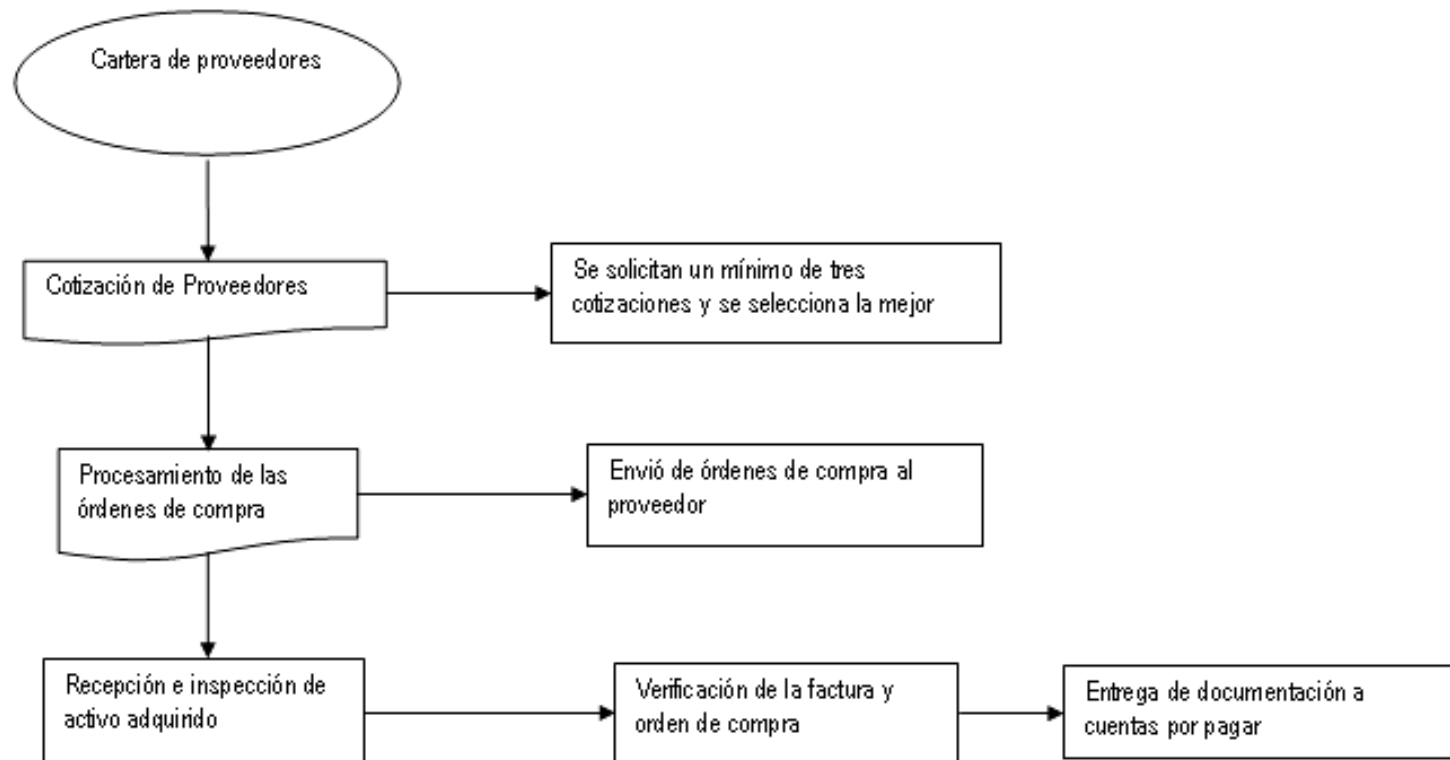 Cartera de proveedores
Cotización de Proveedores
Se solicitan un mínimo de tres
cotizaciones y se selecciona la mejor
Procesamiento de las
órdenes de compra
Envió de órdenes de compra al
proveedor
Recepción e inspección de
activo adquirido
Verificación de la factura y
orden de compra
Entrega de documentación a
cuentas por pagar